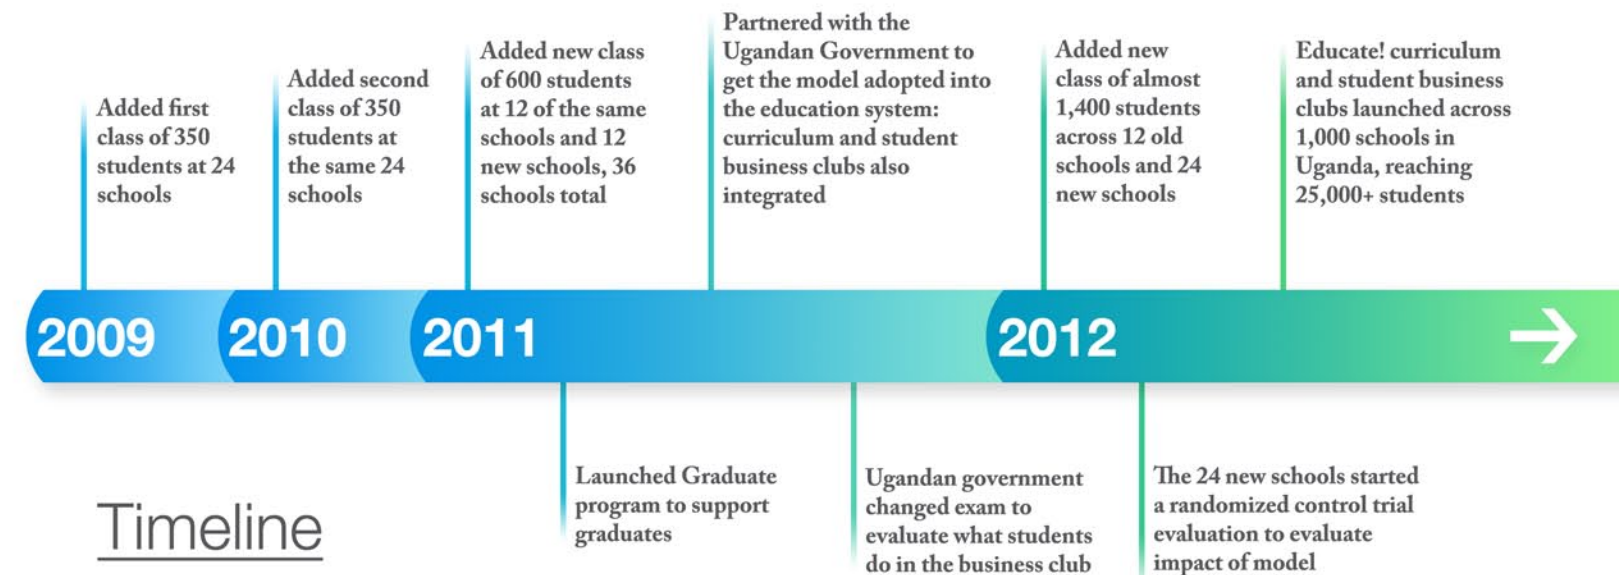 Added first
class of 350
students at 24
schools
Added second
class of 350
students at
the same 24
schools
Added new class
of 600 students
at 12 of the same
schools and 12
new schools, 36
schools total
Partnered with the
Ugandan Government to
get the model adopted into
the education system:
curriculum and student
business clubs also
integrated
Added new
class of almost
1,400 students
across 12 old
schools and 24
new schools
Educate! curriculum
and student business
clubs launched across
1,000 schools in
Uganda, reaching
25,000+ students
2009
2010
2011
2012
Launched Graduate
program to support
graduates
Ugandan government
changed exam to
evaluate what students
do in the business club
The 24 new schools started
a randomized control trial
evaluation to evaluate
impact of model
Timeline